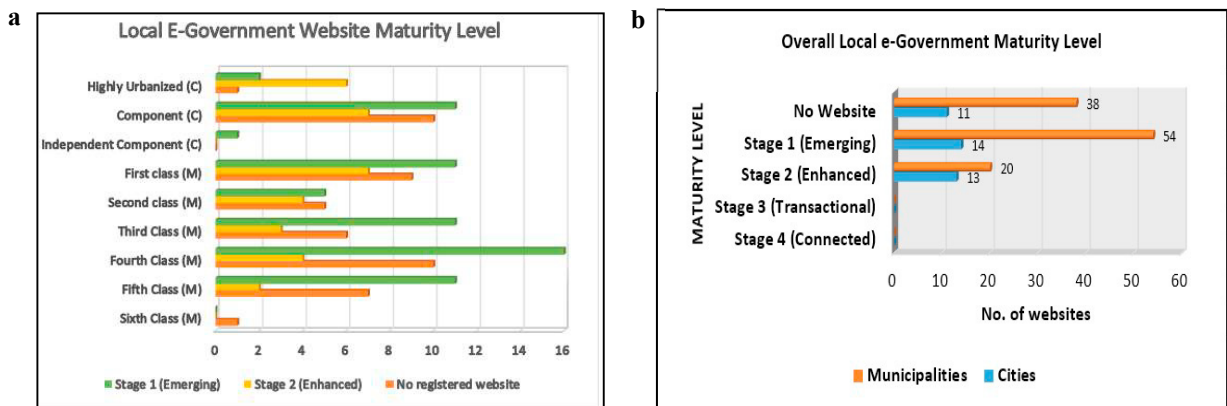 a
Local E-Government Website Maturity Level
Highly Urbanized (C)
Component (C)
Independent Component (C)
First class (M)
Second class (M)
Third Class (M)
Fourth Class (M)
Fifth Class (M)
Sixth Class (M)
0 2 4 6 8 10 12 14 16
Stage 1 (Emerging) Stage 2 (Enhanced) No registered website
b
Overall Local e-Government Maturity Level
MATURITY LEVEL
No Website
38
11
Stage 1 (Emerging)
54
14
Stage 2 (Enhanced)
20
13
Stage 3 (Transactional)
Stage 4 (Connected)
0 10 20 30 40 50 60
No. of websites
Municipalities Cities